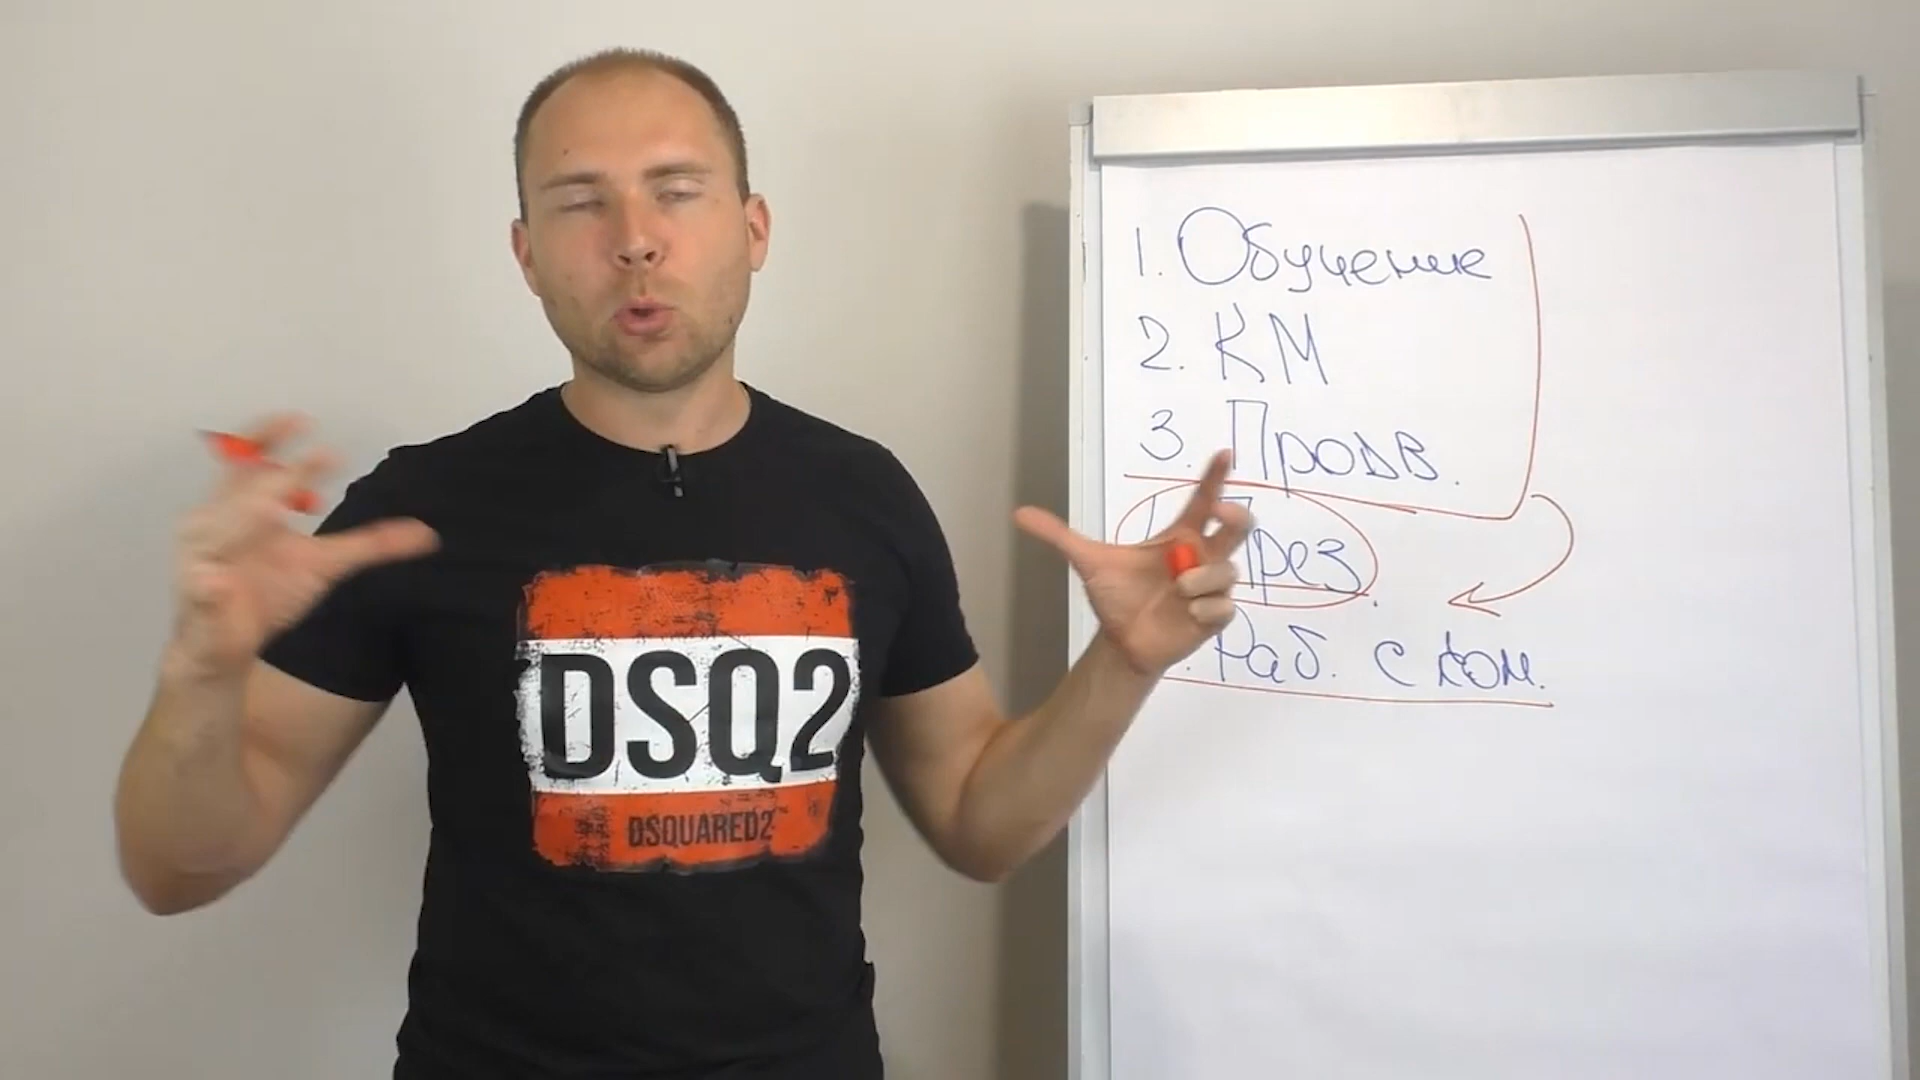 DSQ2
DSQUARED2
1. Обучение
2. КМ
3. Продв.
През.
Раб. с ком.